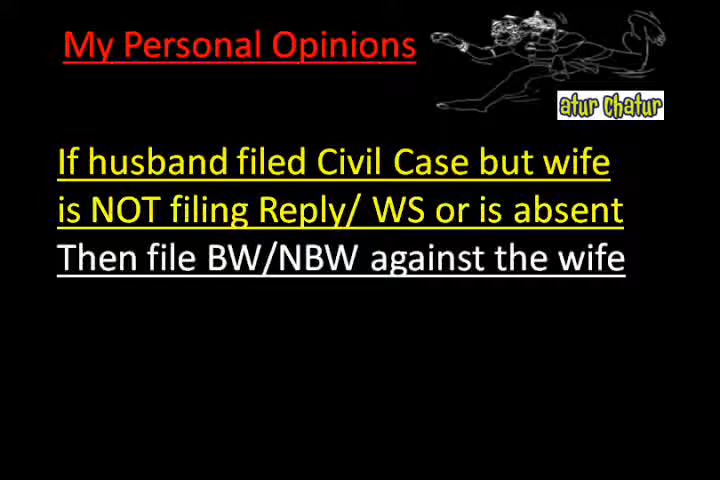 My Personal Opinions
atur chatur
If husband filed Civil Case but wife
is NOT filing Reply/ WS or is absent
Then file BW/NBW against the wife